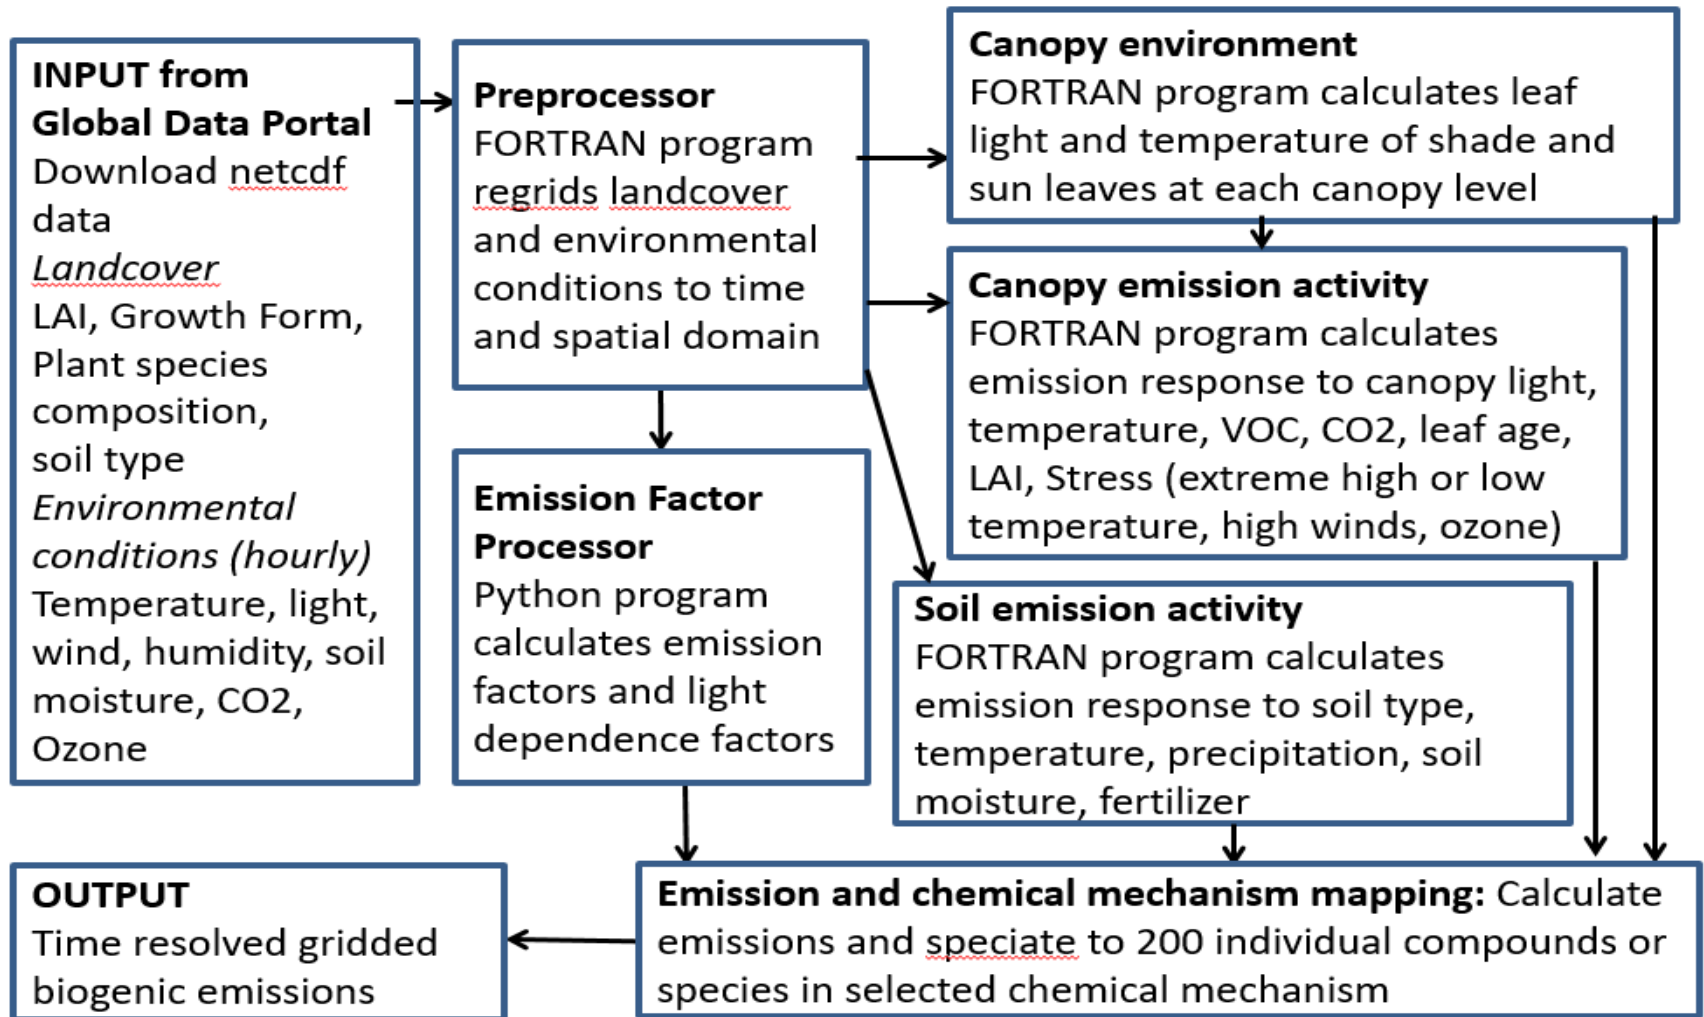 INPUT from
Global Data Portal
Download netcdf
data
Landcover
LAI, Growth Form,
Plant species
composition,
soil type
Environmental
conditions (hourly)
Temperature, light,
wind, humidity, soil
moisture, CO2,
Ozone
Preprocessor
FORTRAN program
regrids landcover
and environmental
conditions to time
and spatial domain
Emission Factor
Processor
Python program
calculates emission
factors and light
dependence factors
Canopy environment
FORTRAN program calculates leaf
light and temperature of shade and
sun leaves at each canopy level
Canopy emission activity
FORTRAN program calculates
emission response to canopy light,
temperature, VOC, CO2, leaf age,
LAI, Stress (extreme high or low
temperature, high winds, ozone)
Soil emission activity
FORTRAN program calculates
emission response to soil type,
temperature, precipitation, soil
moisture, fertilizer
Emission and chemical mechanism mapping: Calculate
emissions and speciate to 200 individual compounds or
species in selected chemical mechanism
OUTPUT
Time resolved gridded
biogenic emissions